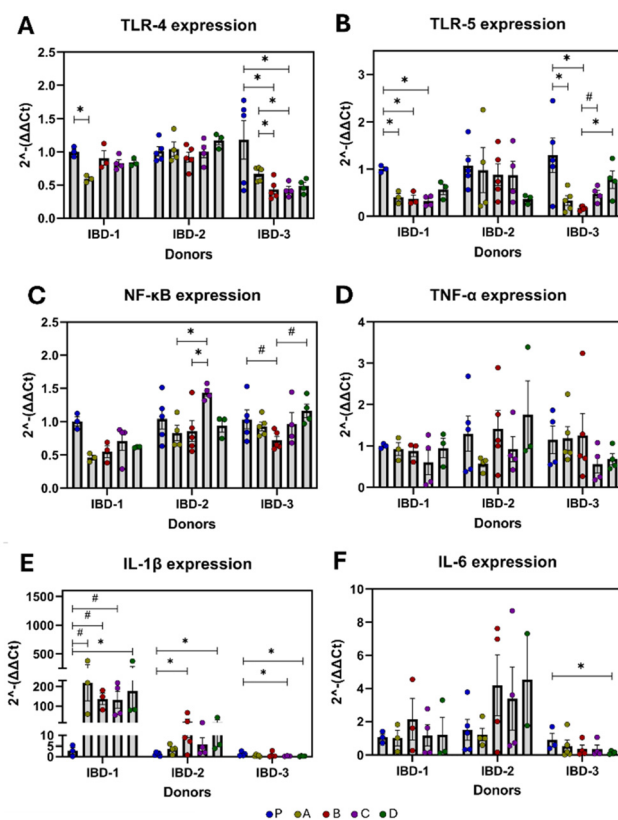 A TLR-4 expression
2^-(ΔΔCt)
2.5
2.0
1.5
1.0
0.5
0.0
* * * * *
IBD-1 IBD-2 IBD-3
Donors
B TLR-5 expression
2^-(ΔΔCt)
3
2
1
0
* * * * * # *
IBD-1 IBD-2 IBD-3
Donors
C NF-κB expression
2^-(ΔΔCt)
2.5
2.0
1.5
1.0
0.5
0.0
* * # #
IBD-1 IBD-2 IBD-3
Donors
D TNF-α expression
2^-(ΔΔCt)
4
3
2
1
0
IBD-1 IBD-2 IBD-3
Donors
E IL-1β expression
2^-(ΔΔCt)
1500
1000
500
200
100
10
5
0
# # # * * * * *
IBD-1 IBD-2 IBD-3
Donors
F IL-6 expression
2^-(ΔΔCt)
10
8
6
4
2
0
*
IBD-1 IBD-2 IBD-3
Donors
P A B C D